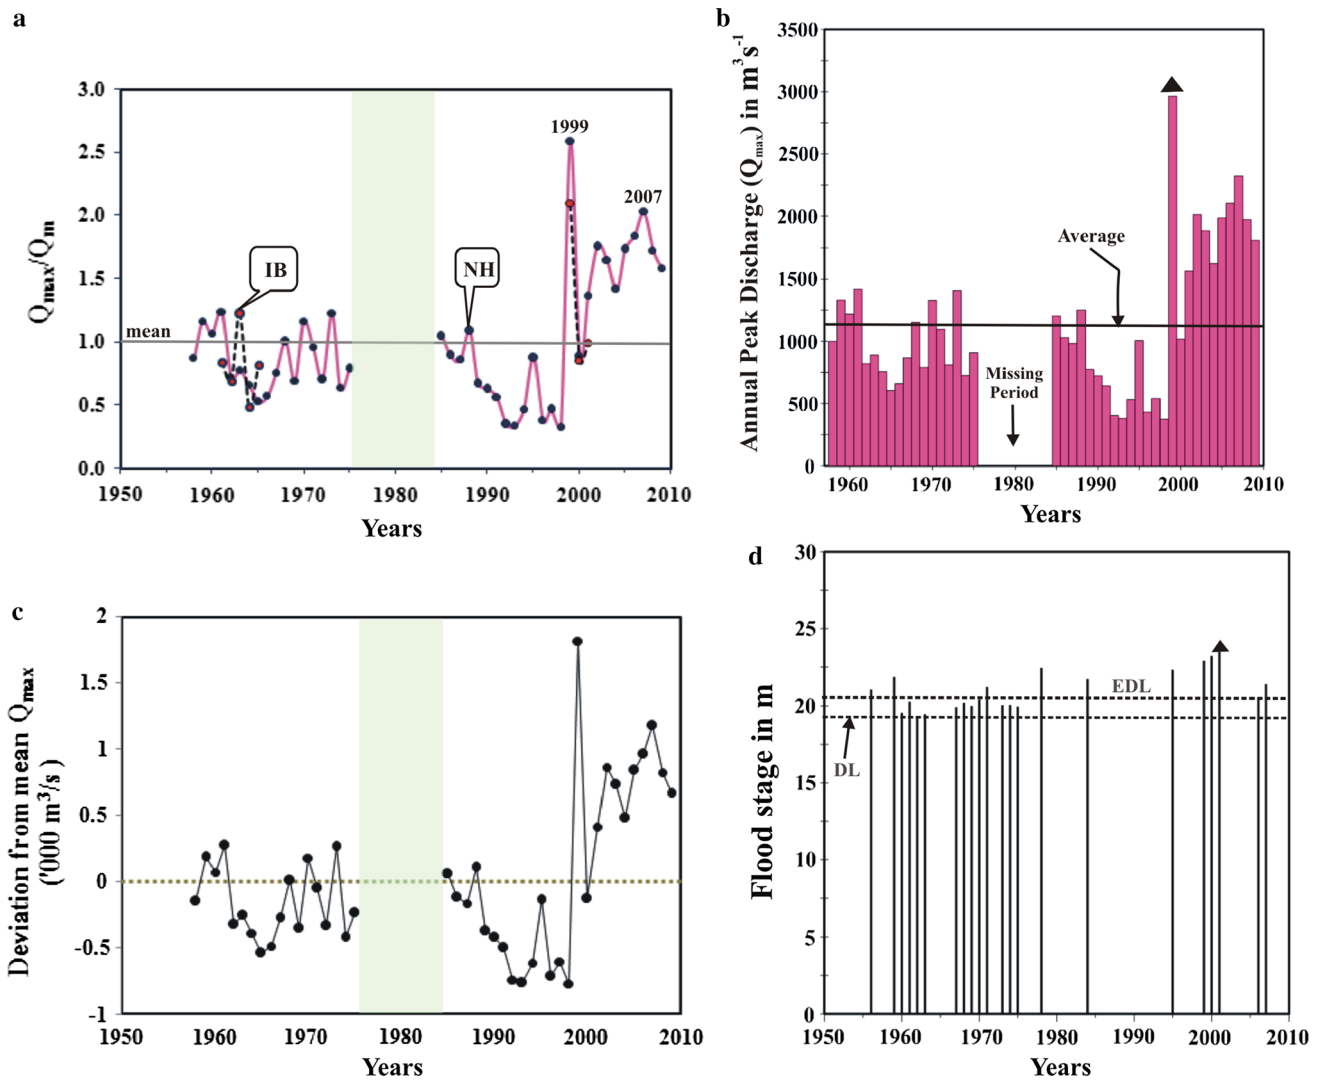 a
3.0
2.5
2.0
1.5
1.0
0.5
0.0
Qmax/Qm
mean
IB
NH
1999
2007
1950
1960
1970
1980
1990
2000
2010
Years
b
3500
3000
2500
2000
1500
1000
500
0
Annual Peak Discharge (Qmax) in m³s⁻¹
Average
Missing
Period
1960
1970
1980
1990
2000
2010
Years
c
2
1.5
1
0.5
0
-0.5
-1
Deviation from mean Qmax
('000 m³/s)
1950
1960
1970
1980
1990
2000
2010
Years
d
30
25
20
15
10
5
0
Flood stage in m
EDL
DL
1950
1960
1970
1980
1990
2000
2010
Years